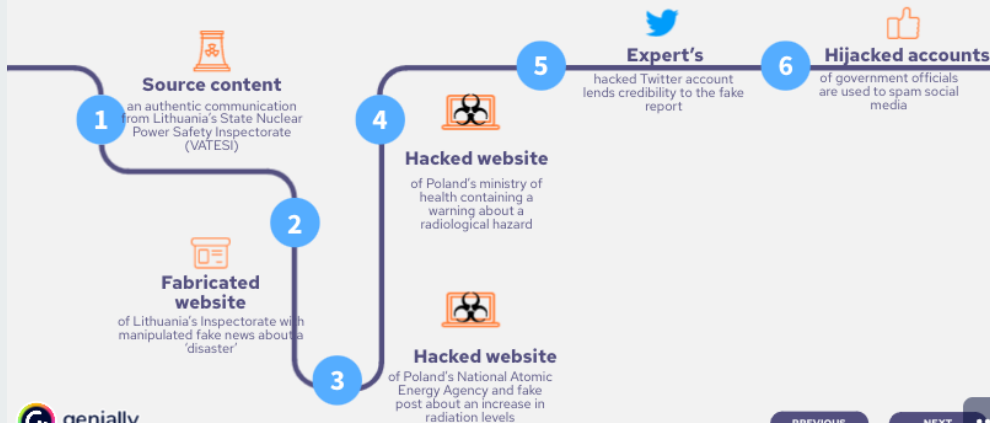 1
Source content
an authentic communication
from Lithuania's State Nuclear
Power Safety Inspectorate
(VATESI)
2
Fabricated
website
of Lithuania's Inspectorate with
manipulated fake news about a
'disaster'
3
Hacked website
of Poland's National Atomic
Energy Agency and fake
post about an increase in
radiation levels
4
Hacked website
of Poland's ministry of
health containing a
warning about a
radiological hazard
5
Expert's
hacked Twitter account
lends credibility to the fake
report
6
Hijacked accounts
of government officials
are used to spam social
media
genially
PREVIOUS
NEXT